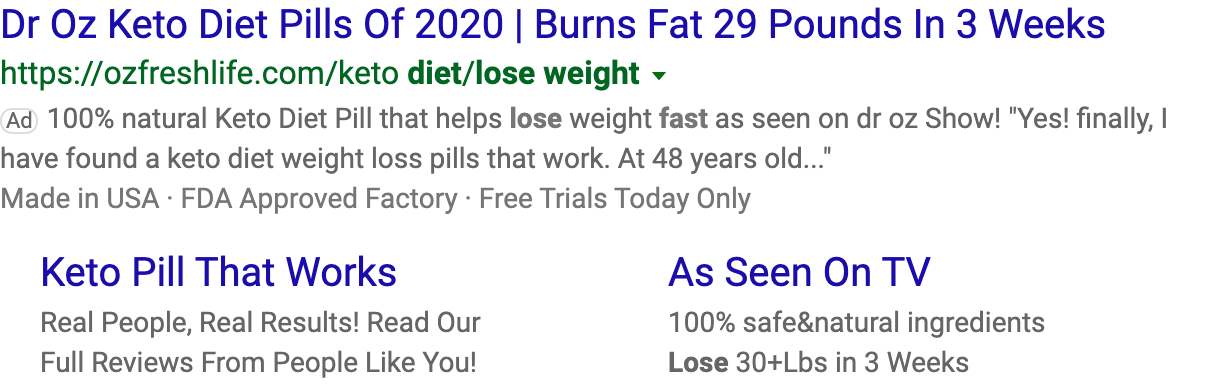 Dr Oz Keto Diet Pills Of 2020 | Burns Fat 29 Pounds In 3 Weeks
https://ozfreshlife.com/keto diet/lose weight
Ad 100% natural Keto Diet Pill that helps lose weight fast as seen on dr oz Show! "Yes! finally, I
have found a keto diet weight loss pills that work. At 48 years old..."
Made in USA · FDA Approved Factory · Free Trials Today Only
Keto Pill That Works
Real People, Real Results! Read Our
Full Reviews From People Like You!
As Seen On TV
100% safe&natural ingredients
Lose 30+Lbs in 3 Weeks